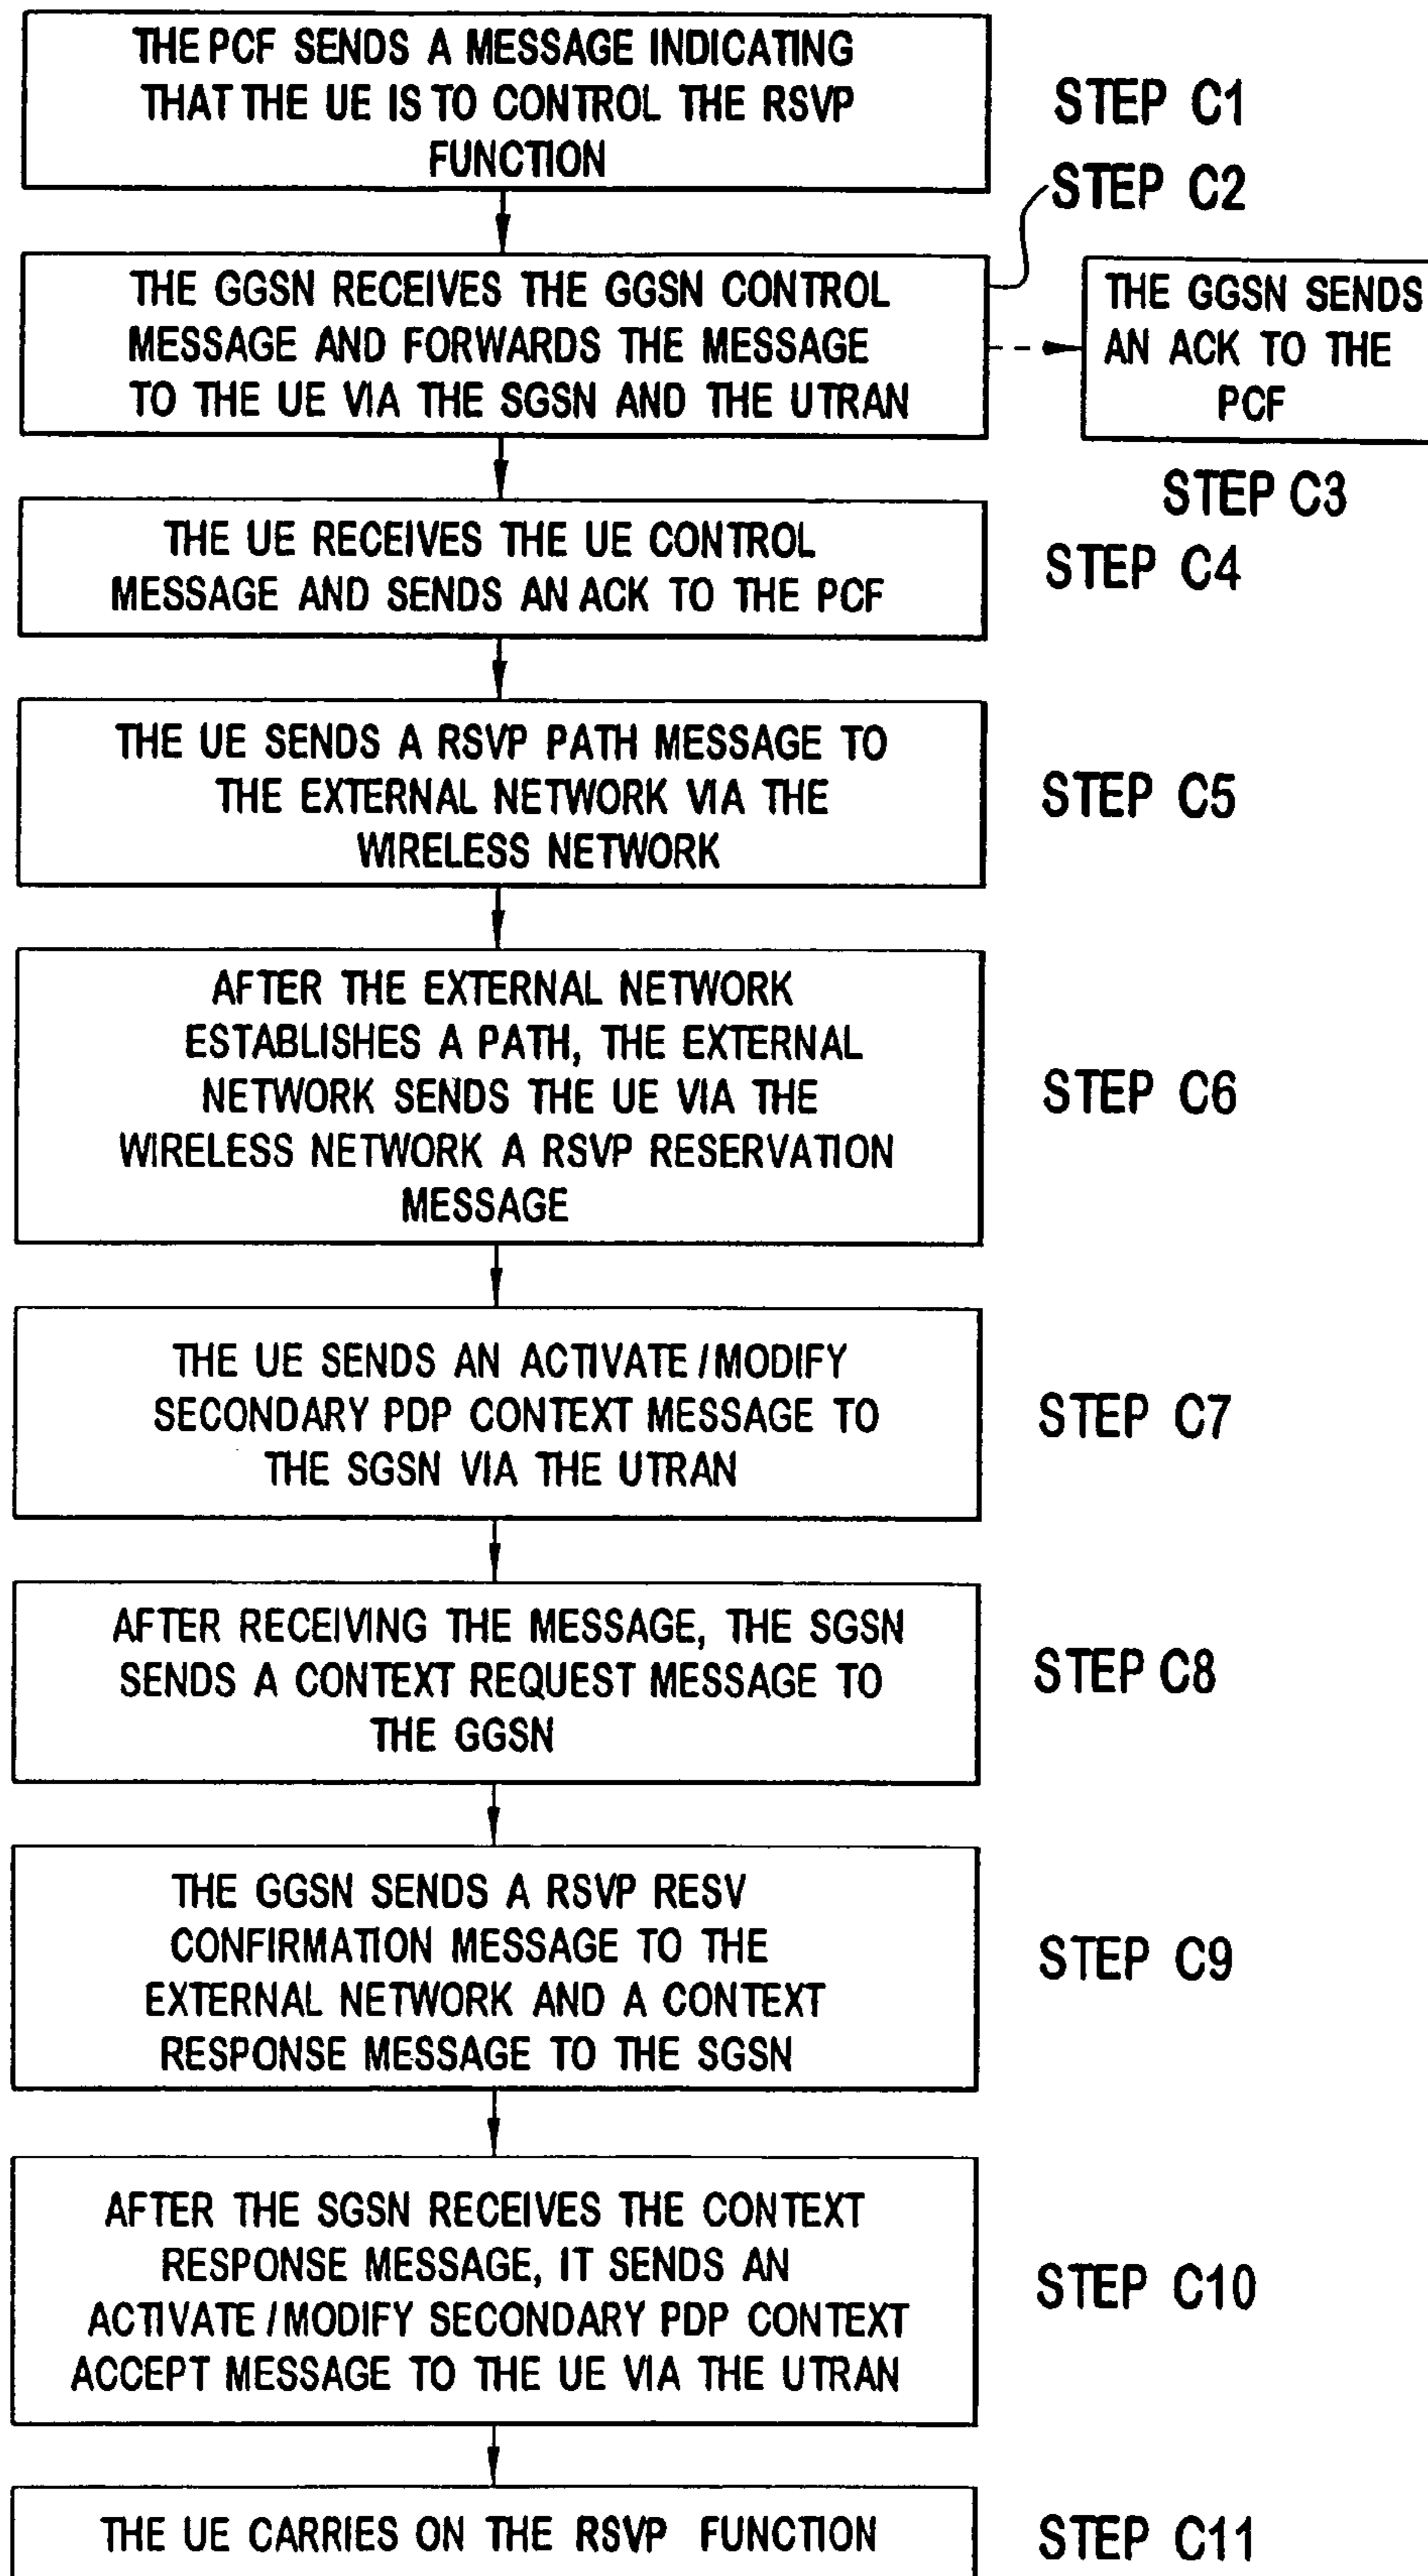 THE PCF SENDS A MESSAGE INDICATING
THAT THE UE IS TO CONTROL THE RSVP
FUNCTION
STEP C1
STEP C2
THE GGSN RECEIVES THE GGSN CONTROL
MESSAGE AND FORWARDS THE MESSAGE
TO THE UE VIA THE SGSN AND THE UTRAN
THE GGSN SENDS
AN ACK TO THE
PCF
STEP C3
THE UE RECEIVES THE UE CONTROL
MESSAGE AND SENDS AN ACK TO THE PCF
STEP C4
THE UE SENDS A RSVP PATH MESSAGE TO
THE EXTERNAL NETWORK VIA THE
WIRELESS NETWORK
STEP C5
AFTER THE EXTERNAL NETWORK
ESTABLISHES A PATH, THE EXTERNAL
NETWORK SENDS THE UE VIA THE
WIRELESS NETWORK A RSVP RESERVATION
MESSAGE
STEP C6
THE UE SENDS AN ACTIVATE / MODIFY
SECONDARY PDP CONTEXT MESSAGE TO
THE SGSN VIA THE UTRAN
STEP C7
AFTER RECEIVING THE MESSAGE, THE SGSN
SENDS A CONTEXT REQUEST MESSAGE TO
THE GGSN
STEP C8
THE GGSN SENDS A RSVP RESV
CONFIRMATION MESSAGE TO THE
EXTERNAL NETWORK AND A CONTEXT
RESPONSE MESSAGE TO THE SGSN
STEP C9
AFTER THE SGSN RECEIVES THE CONTEXT
RESPONSE MESSAGE, IT SENDS AN
ACTIVATE / MODIFY SECONDARY PDP CONTEXT
ACCEPT MESSAGE TO THE UE VIA THE UTRAN
STEP C10
THE UE CARRIES ON THE RSVP FUNCTION
STEP C11